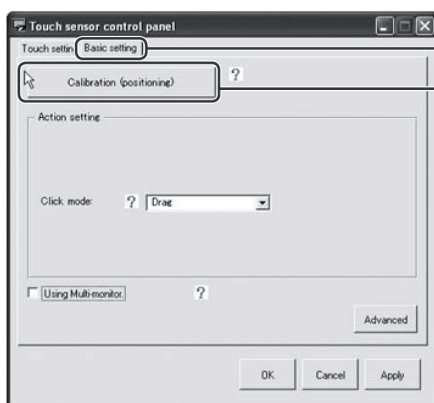 Touch sensor control panel
Touch settin Basic setting
Calibration (positioning) ?
Action setting
Click mode: ? Drag
Using Multi-monitor. ?
Advanced
OK Cancel Apply